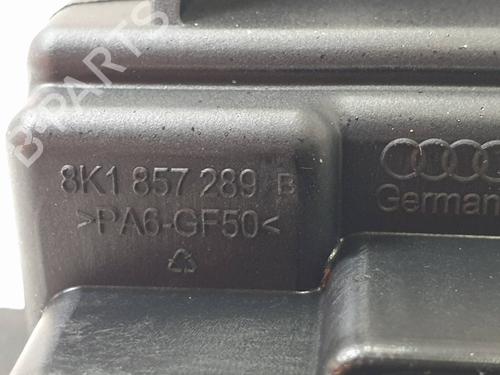 B-PARTS
8K1 857 289 B
>PA6-GF50<
German